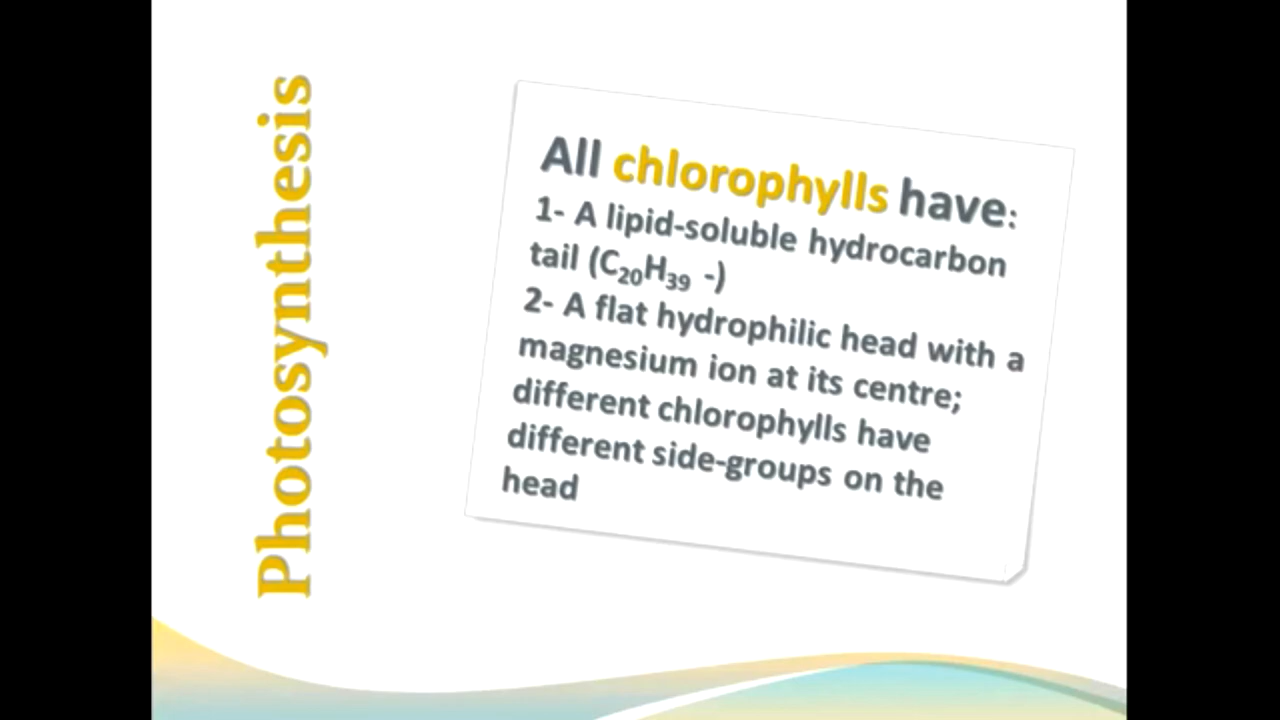 Photosynthesis
All chlorophylls have:
1- A lipid-soluble hydrocarbon
tail (C₂₀H₃₉ -)
2- A flat hydrophilic head with a
magnesium ion at its centre;
different chlorophylls have
different side-groups on the
head